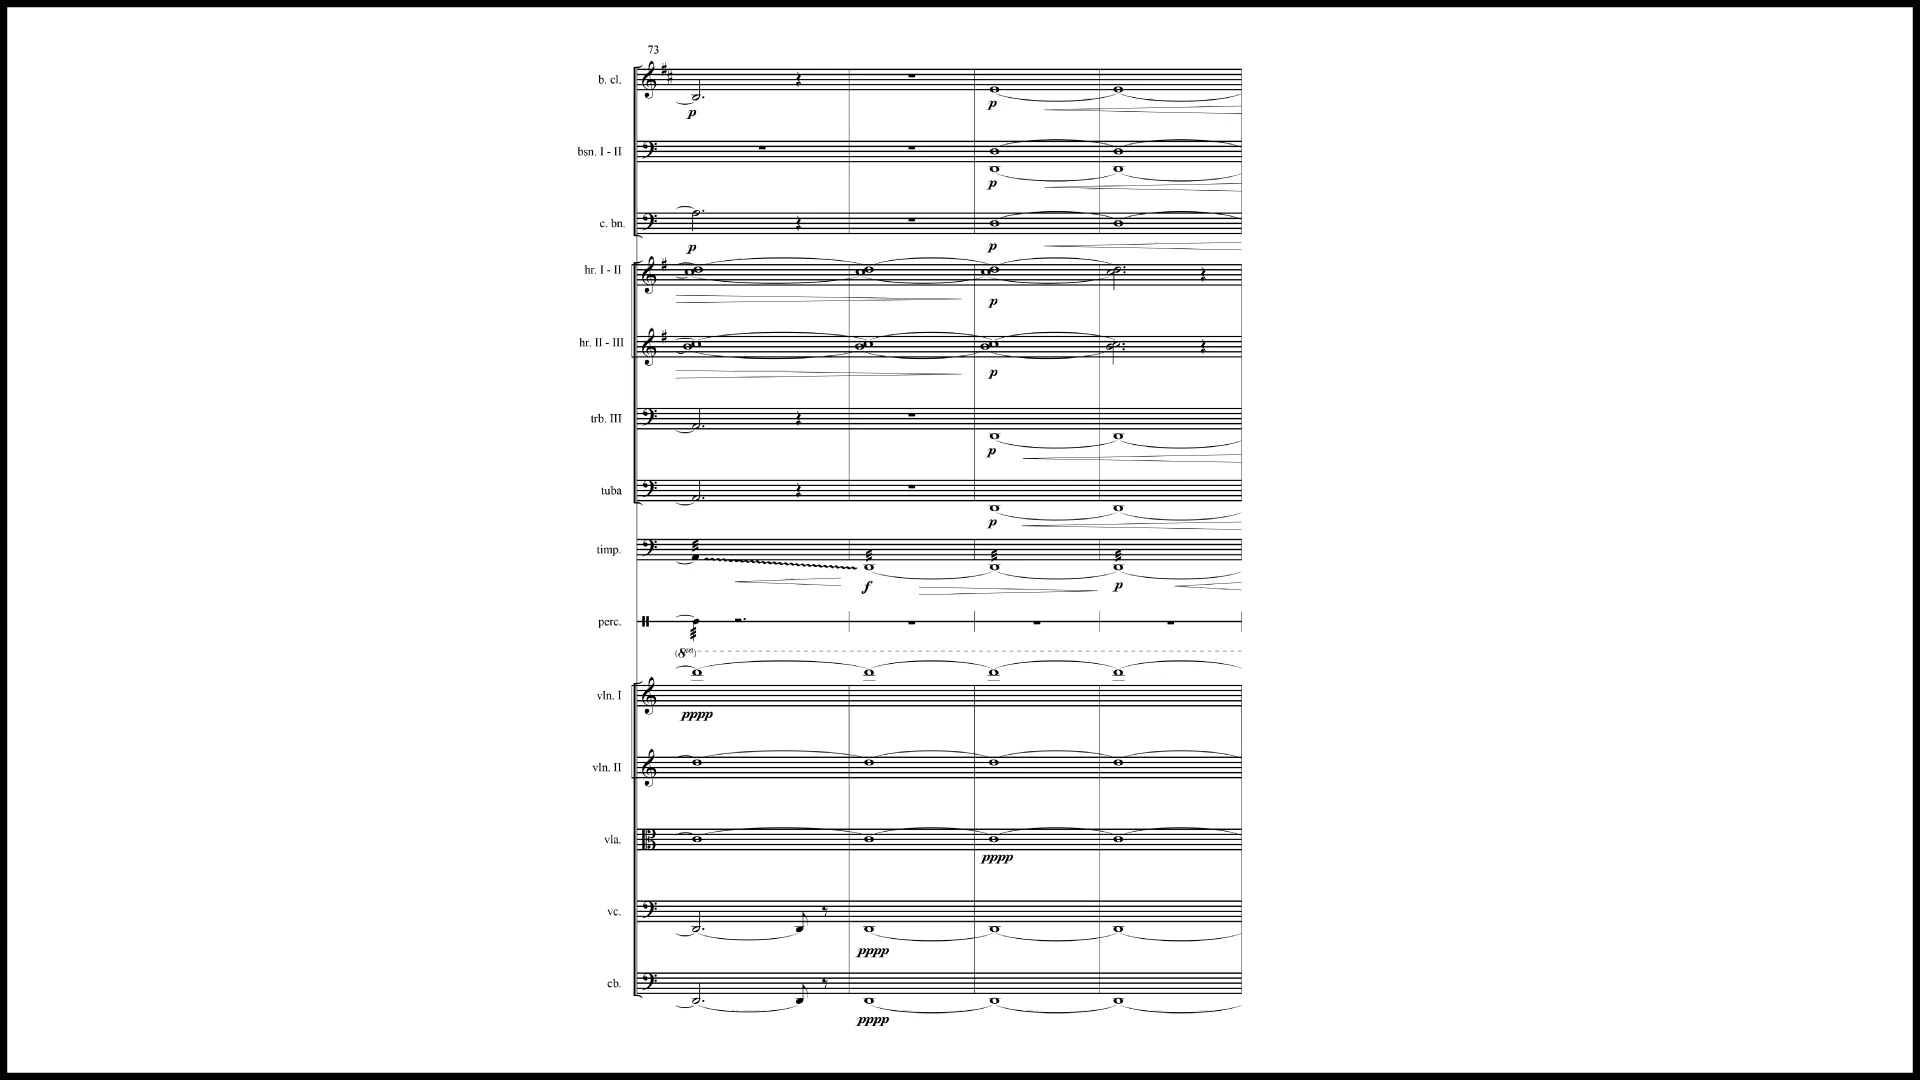 73
b. cl.
p
p
bsn. I - II
p
c. bn.
p
p
hr. I - II
p
hr. II - III
p
trb. III
p
tuba
p
timp.
f
p
perc.
(8va)
vln. I
pppp
vln. II
vla.
pppp
vc.
pppp
cb.
pppp